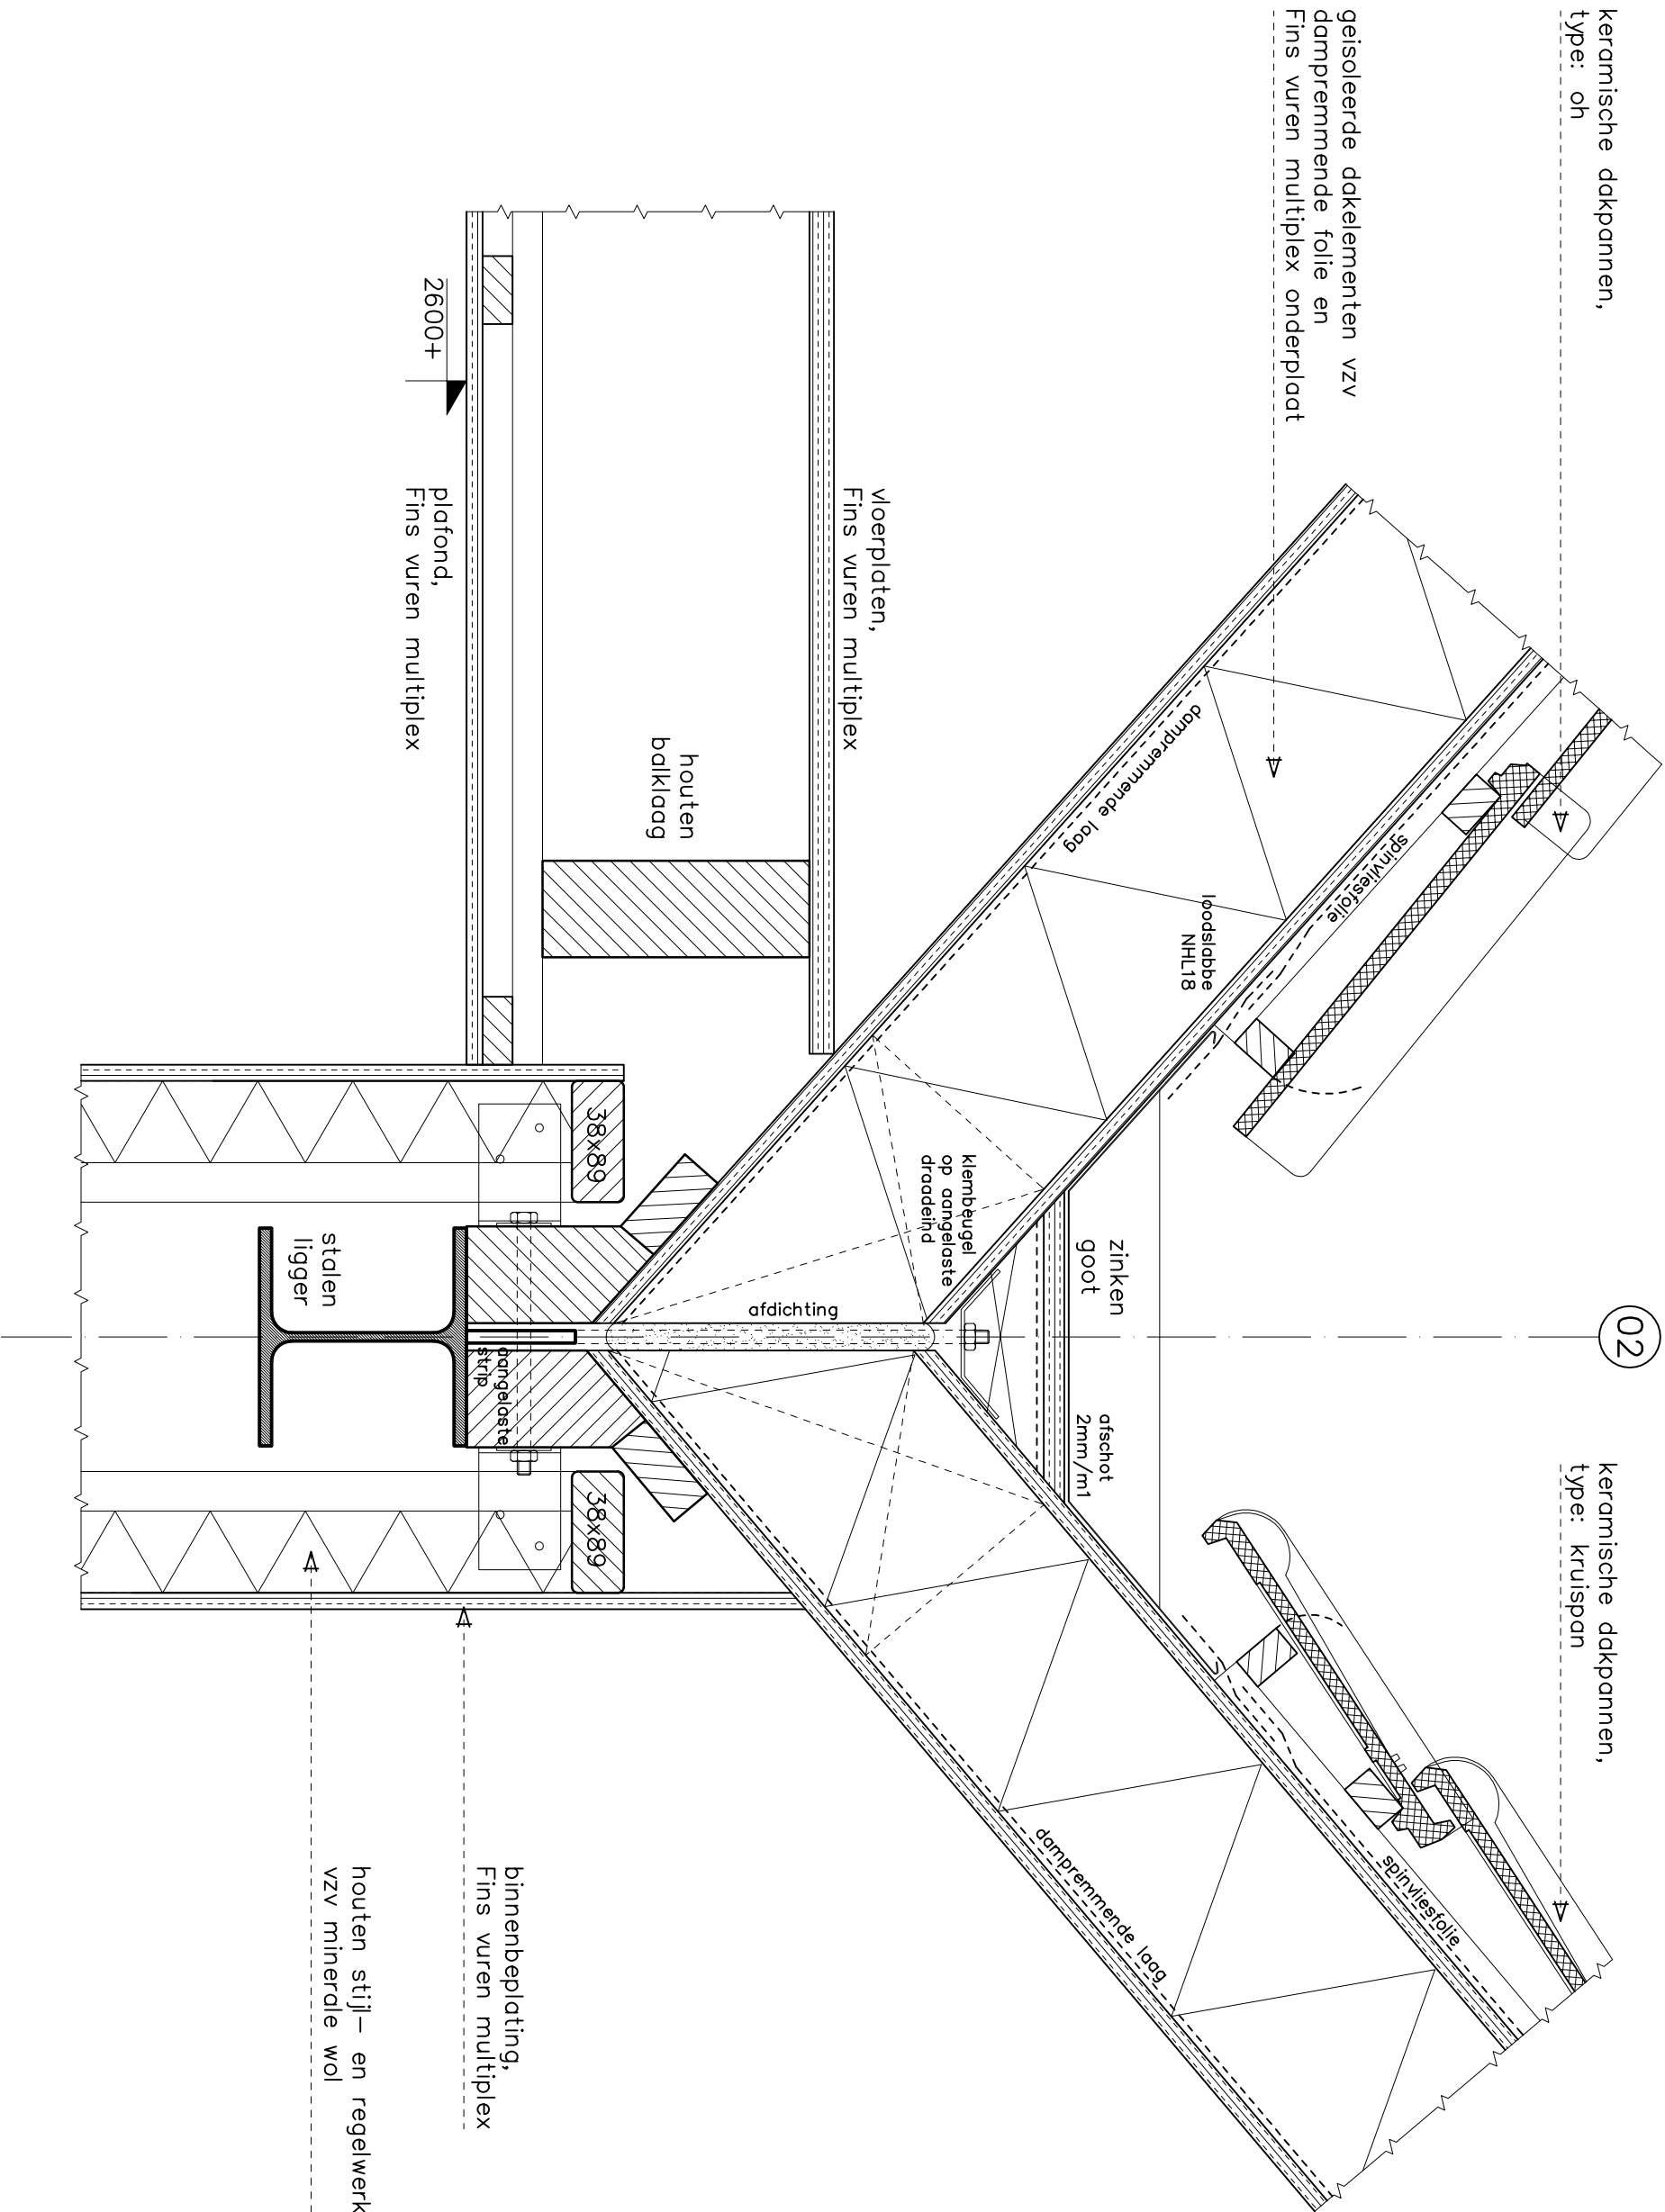 keramische dakpannen,
type: oh
geisoleerde dakelementen vzv
dampremmende folie en
Fins vuren multiplex onderplaat
02
keramische dakpannen,
type: kruispan
spinvliesfolie
spinvliesfolie
dampremmende laag
dampremmende laag
loodslabbe
NHL18
zinken
goot
afschot
2mm/m1
klembeugel
op aangelaste
draadeind
afdichting
vloerplaten,
Fins vuren multiplex
houten
balklaag
38x89
38x89
aangelaste
strip
2600+
plafond,
Fins vuren multiplex
stalen
ligger
binnenbeplating,
Fins vuren multiplex
houten stijl- en regelwerk
vzv minerale wol